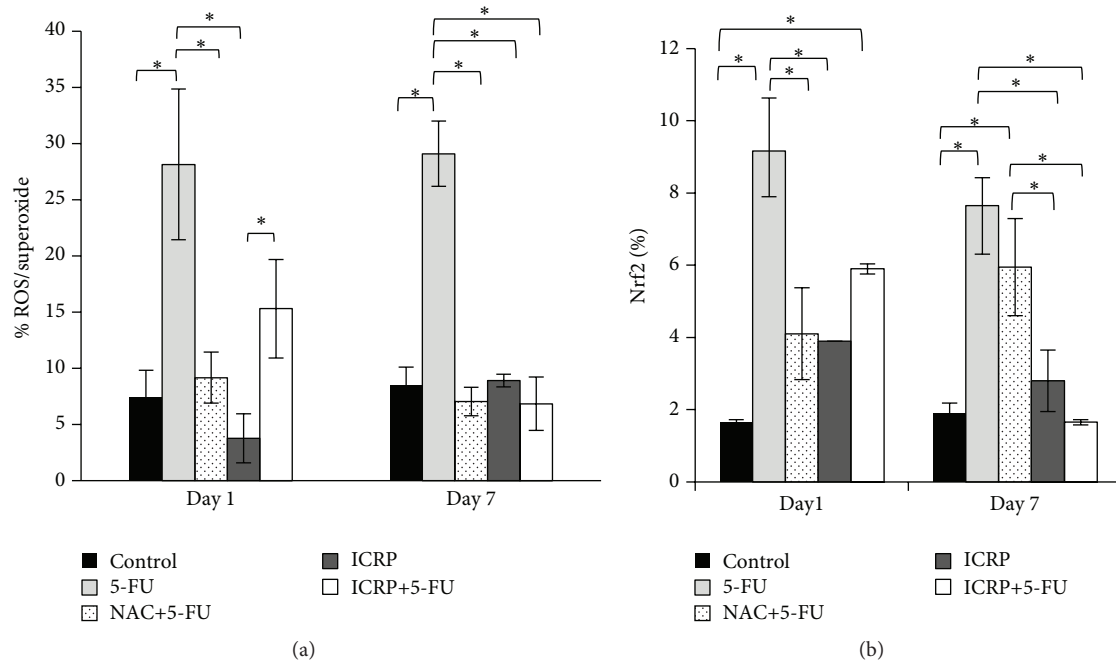 40
35
30
25
20
15
10
5
0
% ROS/superoxide
* * * * * * * * *
Day 1 Day 7
Control
5-FU
NAC+5-FU
ICRP
ICRP+5-FU
(a)
12
10
8
6
4
2
0
Nrf2 (%)
* * * * * * * * * *
Day1 Day 7
Control
5-FU
NAC+5-FU
ICRP
ICRP+5-FU
(b)